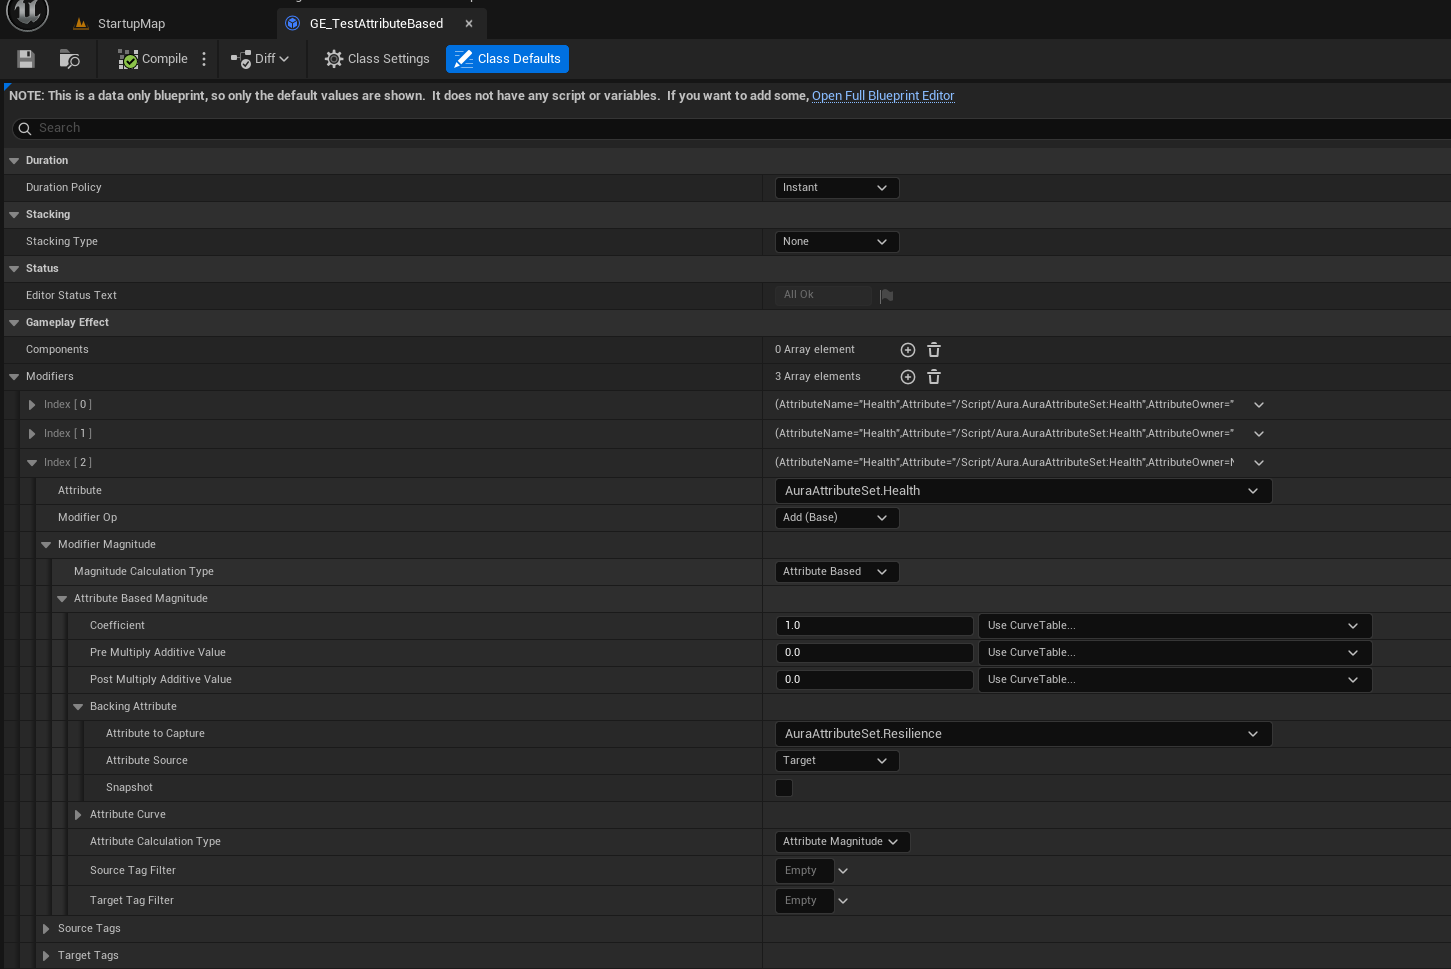 StartupMap
GE_TestAttributeBased
Compile
Diff
Class Settings
Class Defaults
NOTE: This is a data only blueprint, so only the default values are shown.  It does not have any script or variables.  If you want to add some, Open Full Blueprint Editor
Search
Duration
Duration Policy
Instant
Stacking
Stacking Type
None
Status
Editor Status Text
All Ok
Gameplay Effect
Components
0 Array element
Modifiers
3 Array elements
Index [ 0 ]
(AttributeName="Health",Attribute="/Script/Aura.AuraAttributeSet:Health",AttributeOwner="
Index [ 1 ]
(AttributeName="Health",Attribute="/Script/Aura.AuraAttributeSet:Health",AttributeOwner="
Index [ 2 ]
(AttributeName="Health",Attribute="/Script/Aura.AuraAttributeSet:Health",AttributeOwner=
Attribute
AuraAttributeSet.Health
Modifier Op
Add (Base)
Modifier Magnitude
Magnitude Calculation Type
Attribute Based
Attribute Based Magnitude
Coefficient
1.0
Use CurveTable...
Pre Multiply Additive Value
0.0
Use CurveTable...
Post Multiply Additive Value
0.0
Use CurveTable...
Backing Attribute
Attribute to Capture
AuraAttributeSet.Resilience
Attribute Source
Target
Snapshot
Attribute Curve
Attribute Calculation Type
Attribute Magnitude
Source Tag Filter
Empty
Target Tag Filter
Empty
Source Tags
Target Tags